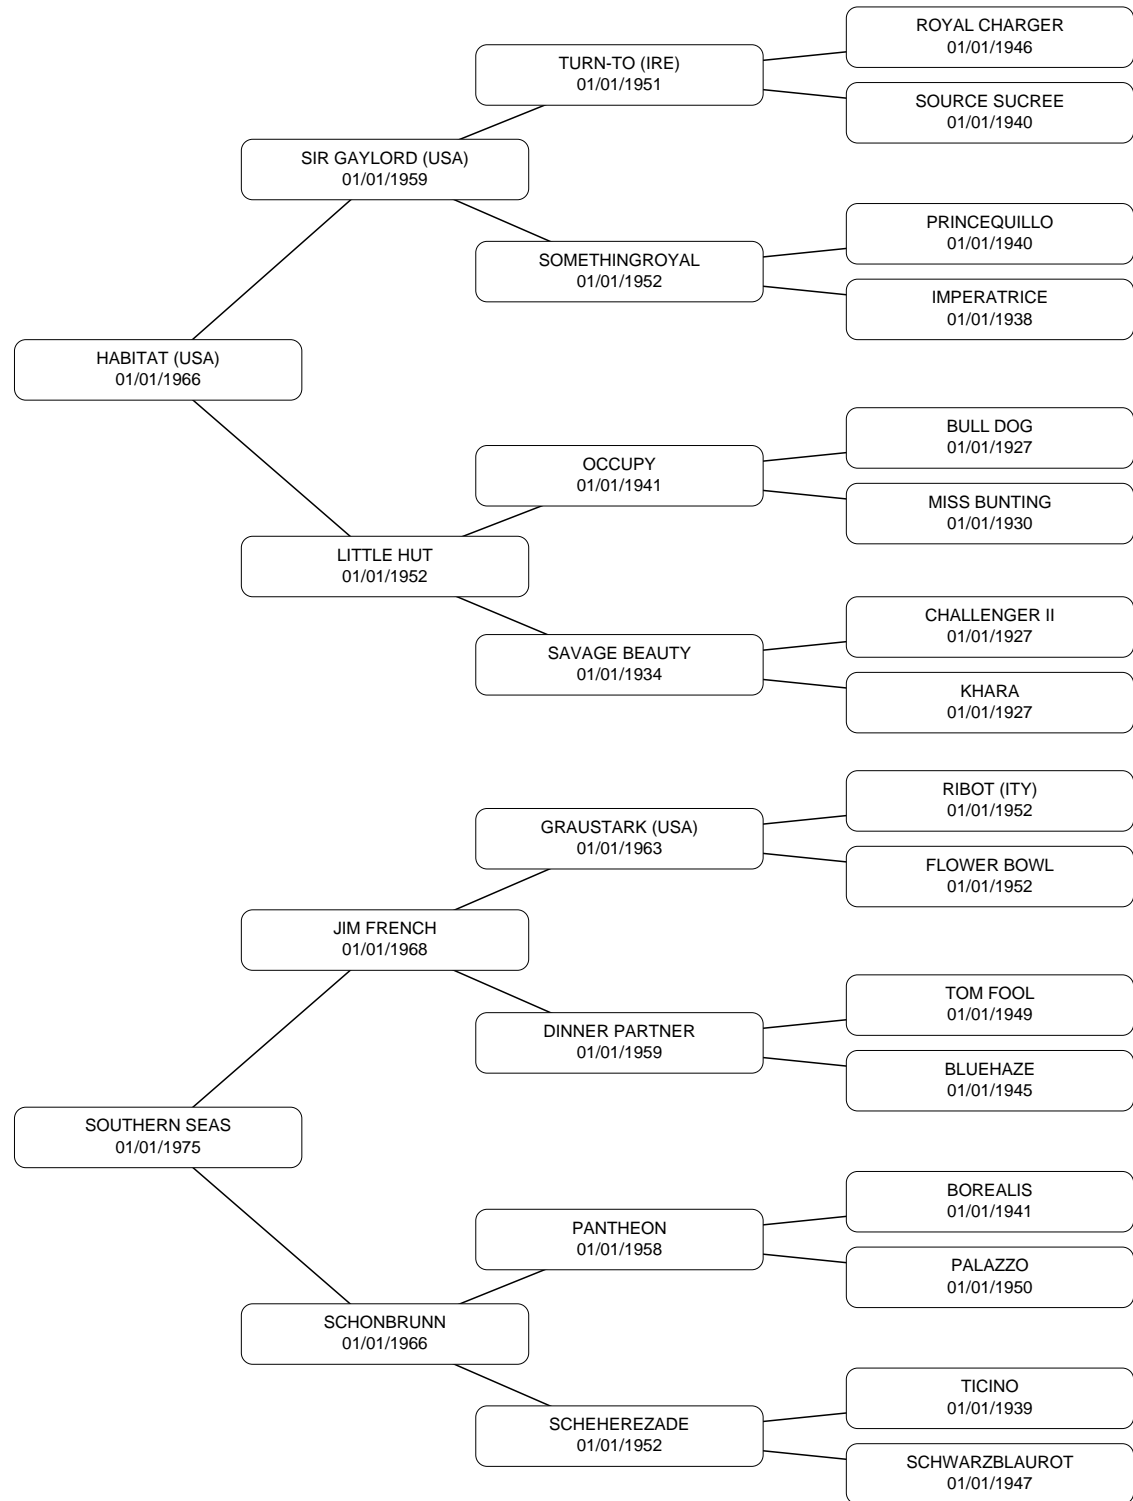 ROYAL CHARGER
01/01/1946
TURN-TO (IRE)
01/01/1951
SOURCE SUCREE
01/01/1940
SIR GAYLORD (USA)
01/01/1959
PRINCEQUILLO
01/01/1940
SOMETHINGROYAL
01/01/1952
IMPERATRICE
01/01/1938
HABITAT (USA)
01/01/1966
BULL DOG
01/01/1927
OCCUPY
01/01/1941
MISS BUNTING
01/01/1930
LITTLE HUT
01/01/1952
CHALLENGER II
01/01/1927
SAVAGE BEAUTY
01/01/1934
KHARA
01/01/1927
RIBOT (ITY)
01/01/1952
GRAUSTARK (USA)
01/01/1963
FLOWER BOWL
01/01/1952
JIM FRENCH
01/01/1968
TOM FOOL
01/01/1949
DINNER PARTNER
01/01/1959
BLUEHAZE
01/01/1945
SOUTHERN SEAS
01/01/1975
BOREALIS
01/01/1941
PANTHEON
01/01/1958
PALAZZO
01/01/1950
SCHONBRUNN
01/01/1966
TICINO
01/01/1939
SCHEHEREZADE
01/01/1952
SCHWARZBLAUROT
01/01/1947